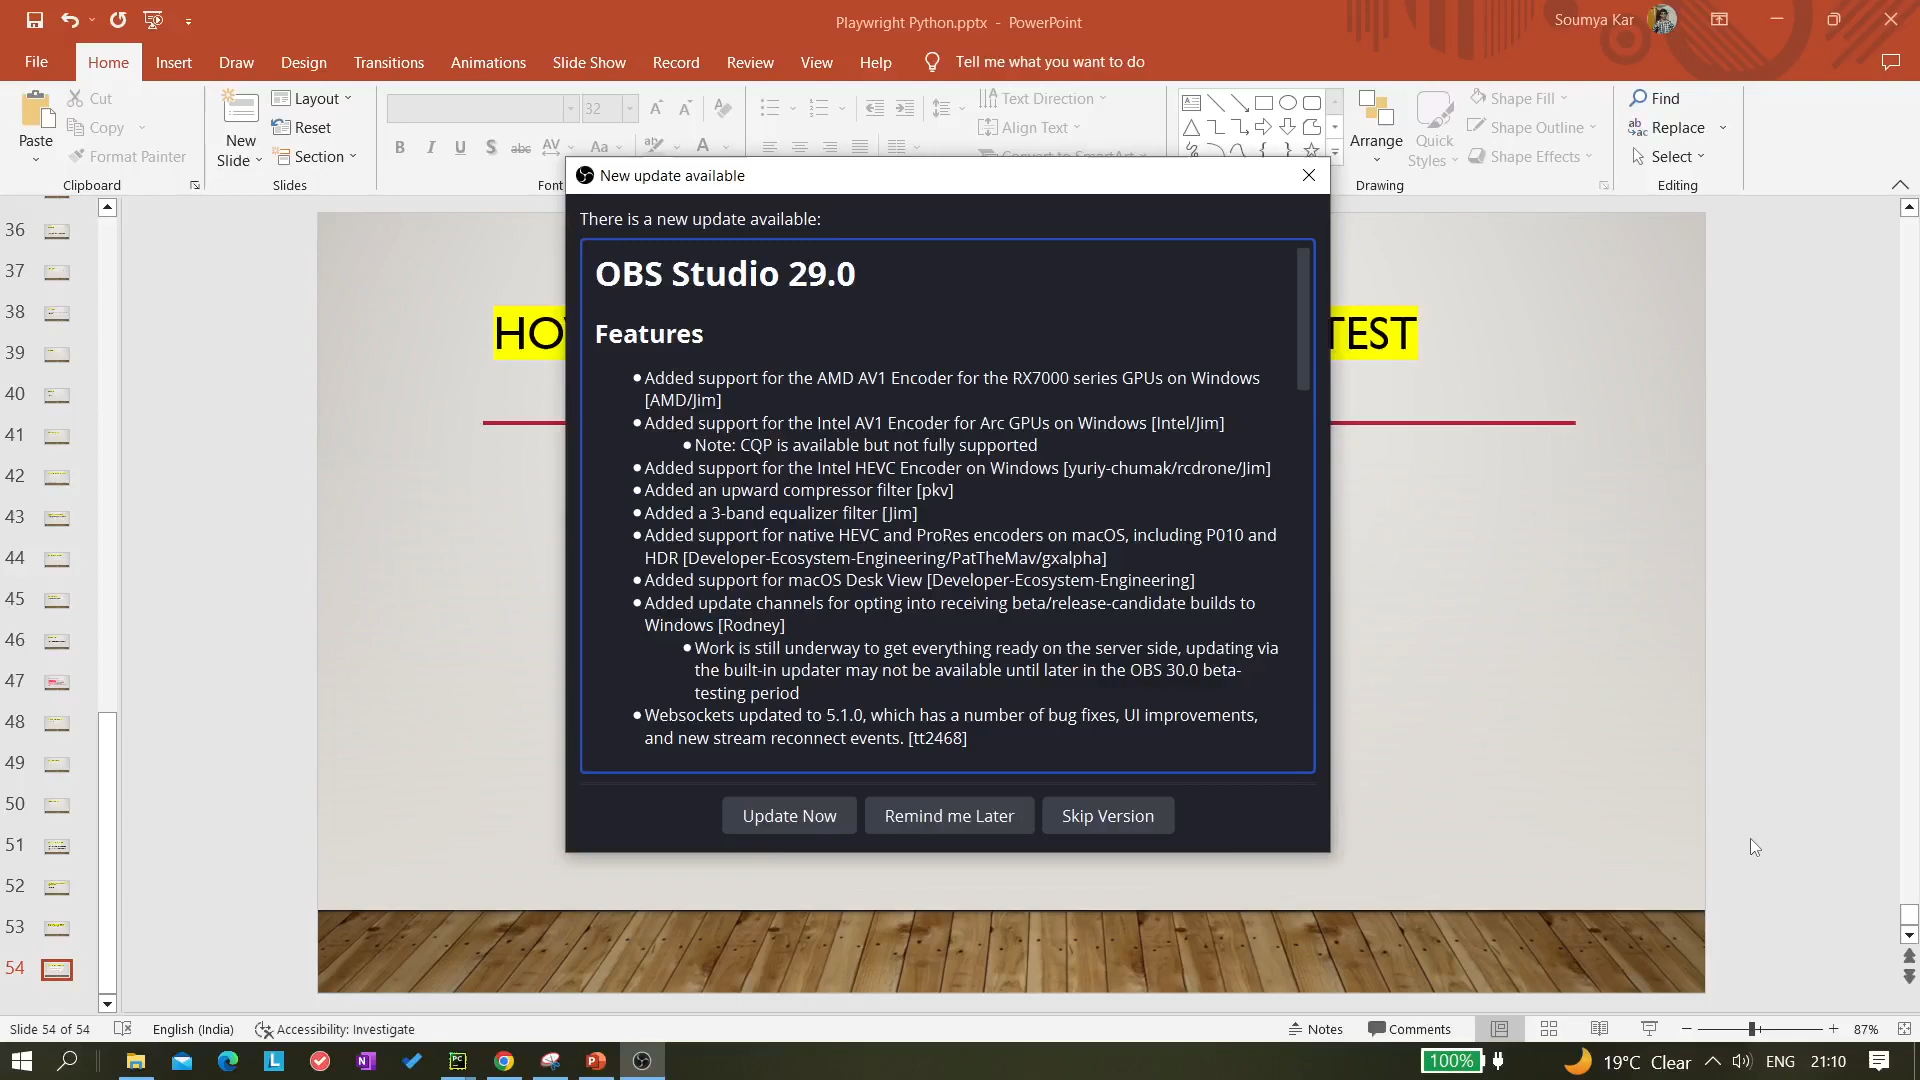 Playwright Python.pptx - PowerPoint
Soumya Kar
File Home Insert Draw Design Transitions Animations Slide Show Record Review View Help Tell me what you want to do
Paste
Cut
Copy
Format Painter
Clipboard
New Slide
Layout
Reset
Section
Slides
32
Font
Text Direction
Align Text
Convert to SmartArt
Arrange
Quick Styles
Shape Fill
Shape Outline
Shape Effects
Drawing
Find
Replace
Select
Editing
36
37
38
39
40
41
42
43
44
45
46
47
48
49
50
51
52
53
54
TEST
New update available
There is a new update available:
OBS Studio 29.0
Features
Added support for the AMD AV1 Encoder for the RX7000 series GPUs on Windows
[AMD/Jim]
Added support for the Intel AV1 Encoder for Arc GPUs on Windows [Intel/Jim]
Note: CQP is available but not fully supported
Added support for the Intel HEVC Encoder on Windows [yuriy-chumak/rcdrone/Jim]
Added an upward compressor filter [pkv]
Added a 3-band equalizer filter [Jim]
Added support for native HEVC and ProRes encoders on macOS, including P010 and
HDR [Developer-Ecosystem-Engineering/PatTheMav/gxalpha]
Added support for macOS Desk View [Developer-Ecosystem-Engineering]
Added update channels for opting into receiving beta/release-candidate builds to
Windows [Rodney]
Work is still underway to get everything ready on the server side, updating via
the built-in updater may not be available until later in the OBS 30.0 beta-
testing period
Websockets updated to 5.1.0, which has a number of bug fixes, UI improvements,
and new stream reconnect events. [tt2468]
Update Now Remind me Later Skip Version
Slide 54 of 54 English (India) Accessibility: Investigate Notes Comments 87%
100% 19°C Clear ENG 21:10